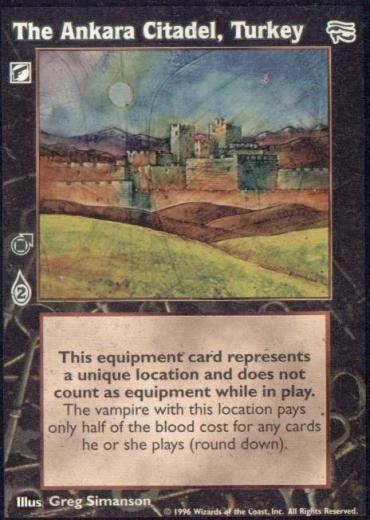 The Ankara Citadel, Turkey
2
This equipment card represents
a unique location and does not
count as equipment while in play.
The vampire with this location pays
only half of the blood cost for any cards
he or she plays (round down).
Illus Greg Simanson
© 1996 Wizards of the Coast, Inc. All Rights Reserved.